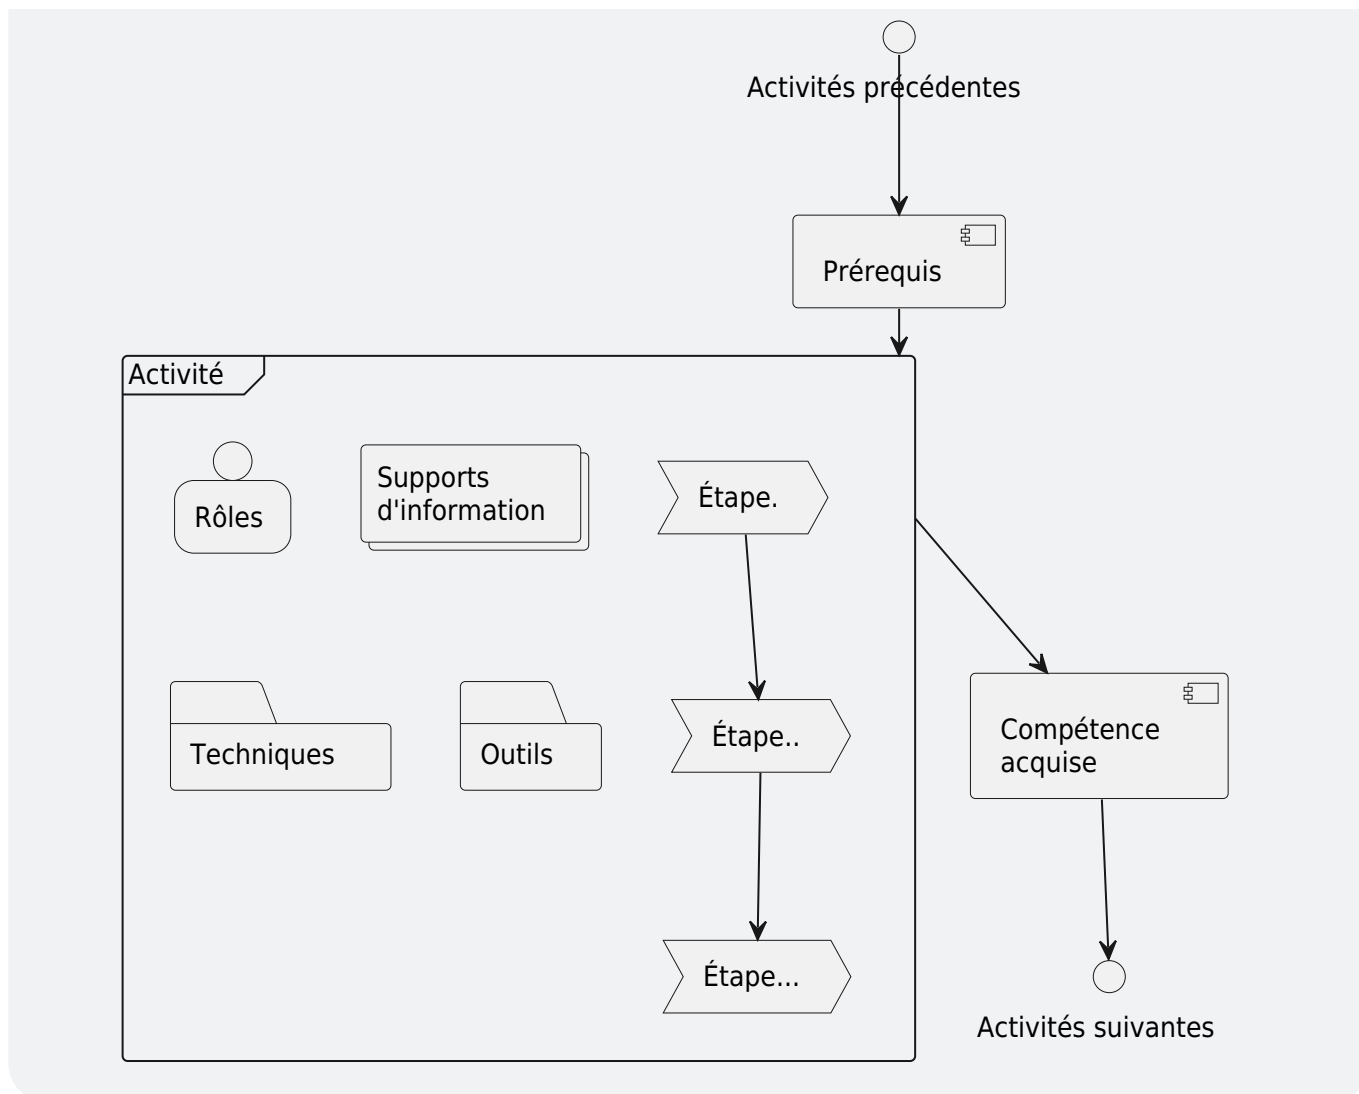 Activités précédentes
Prérequis
Activité
Rôles
Supports
d'information
Étape.
Techniques
Outils
Étape..
Compétence
acquise
Étape...
Activités suivantes